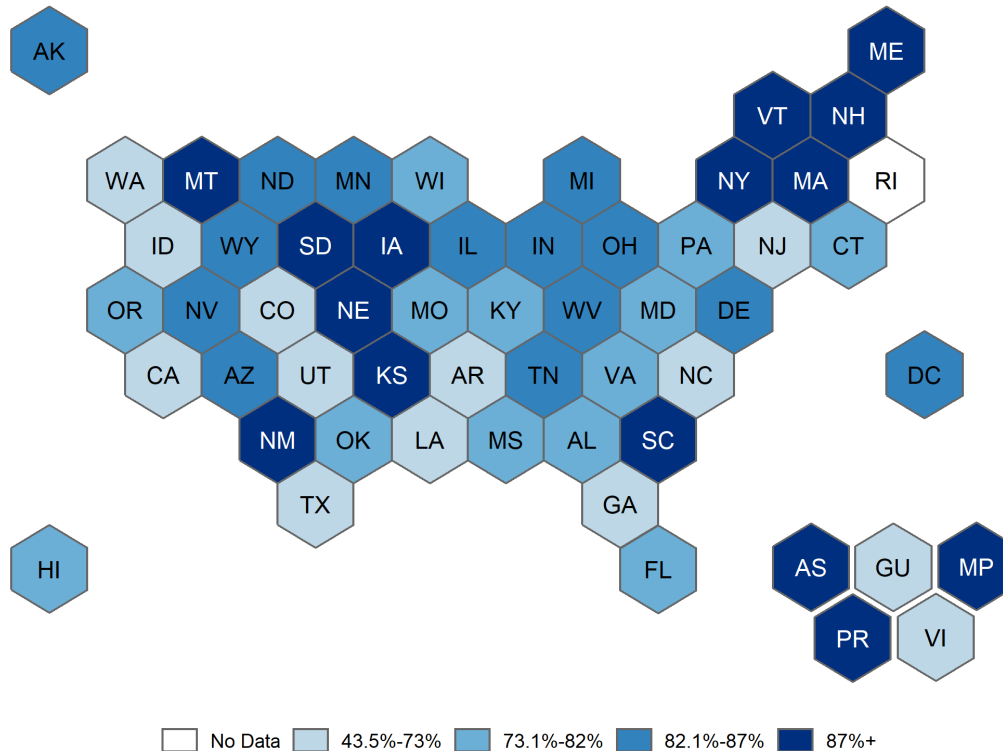 AK
ME
VT NH
WA MT ND MN WI MI NY MA RI
ID WY SD IA IL IN OH PA NJ CT
OR NV CO NE MO KY WV MD DE
CA AZ UT KS AR TN VA NC DC
NM OK LA MS AL SC
TX GA
HI FL AS GU MP
PR VI
No Data 43.5%-73% 73.1%-82% 82.1%-87% 87%+